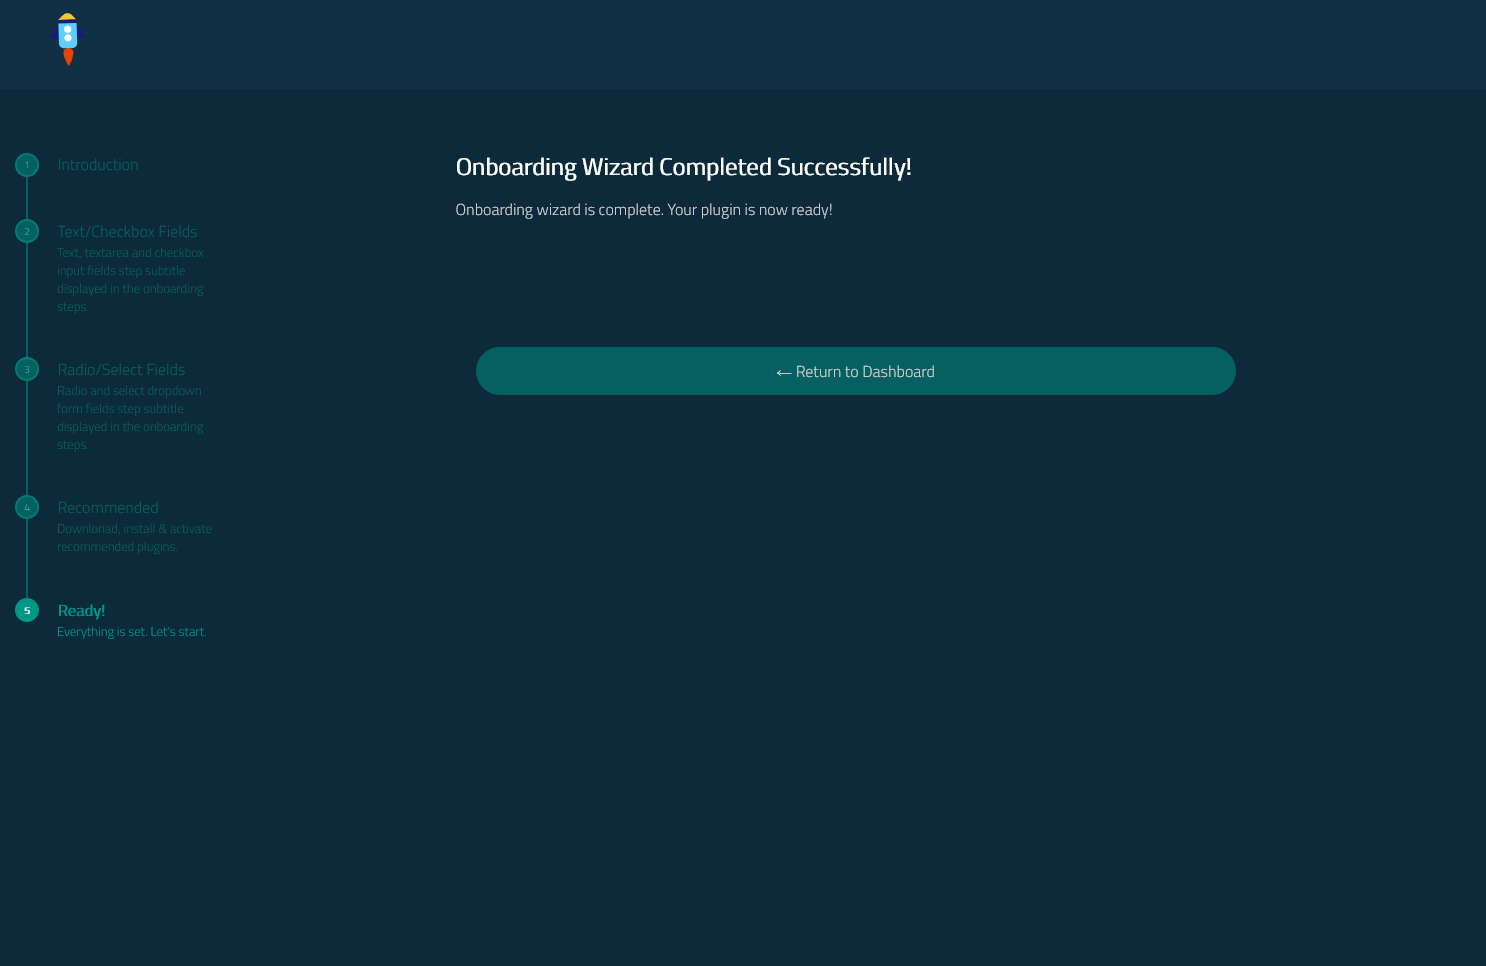 1
Introduction
2
Text/Checkbox Fields
Text, textarea and checkbox
input fields step subtitle
displayed in the onboarding
steps.
3
Radio/Select Fields
Radio and select dropdown
form fields step subtitle
displayed in the onboarding
steps.
4
Recommended
Downlonad, install & activate
recommended plugins.
5
Ready!
Everything is set. Let's start.
Onboarding Wizard Completed Successfully!
Onboarding wizard is complete. Your plugin is now ready!
← Return to Dashboard